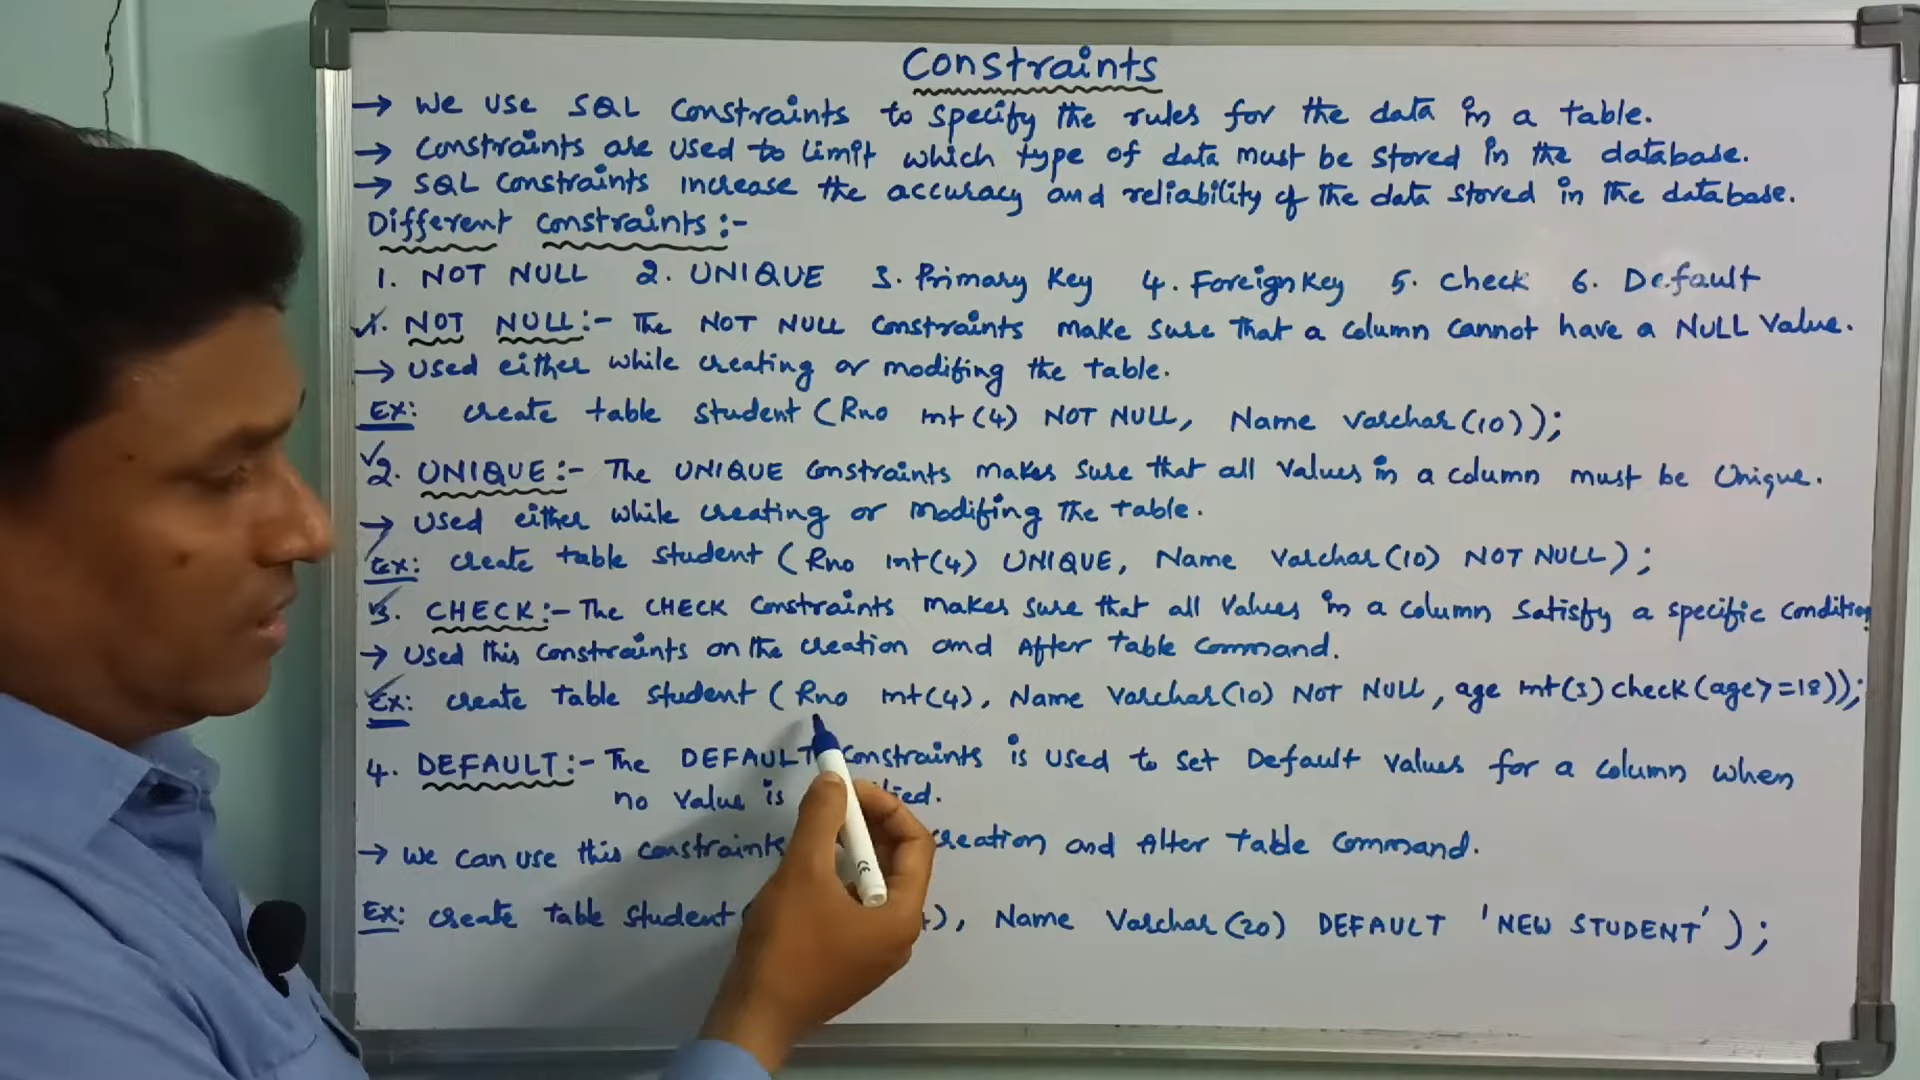 Constraints
→ We use SQL Constraints to specify the rules for the data in a table.
→ Constraints are used to limit which type of data must be stored in the database.
→ SQL Constraints increase the accuracy and reliability of the data stored in the database.
Different Constraints :-
1. NOT NULL 2. UNIQUE 3. Primary Key 4. Foreign Key 5. Check 6. Default
1. NOT NULL :- The NOT NULL Constraints make sure that a column cannot have a NULL Value.
→ Used either while creating or modifing the table.
Ex: create table student (Rno int (4) NOT NULL, Name varchar (10));
2. UNIQUE :- The UNIQUE Constraints makes sure that all values in a column must be Unique.
→ Used either while creating or modifing the table.
Ex: create table student (Rno int(4) UNIQUE, Name varchar(10) NOT NULL);
3. CHECK :- The CHECK Constraints makes sure that all values in a column satisfy a specific condition.
→ Used this constraints on the creation and After Table Command.
Ex: create table student (Rno int(4), Name varchar(10) NOT NULL, age int(3) check(age>=18));
4. DEFAULT :- The DEFAULT Constraints is used to set Default values for a column when
no value is
→ We can use this constraints creation and Alter Table Command.
Ex: create table student ), Name varchar (20) DEFAULT 'NEW STUDENT');